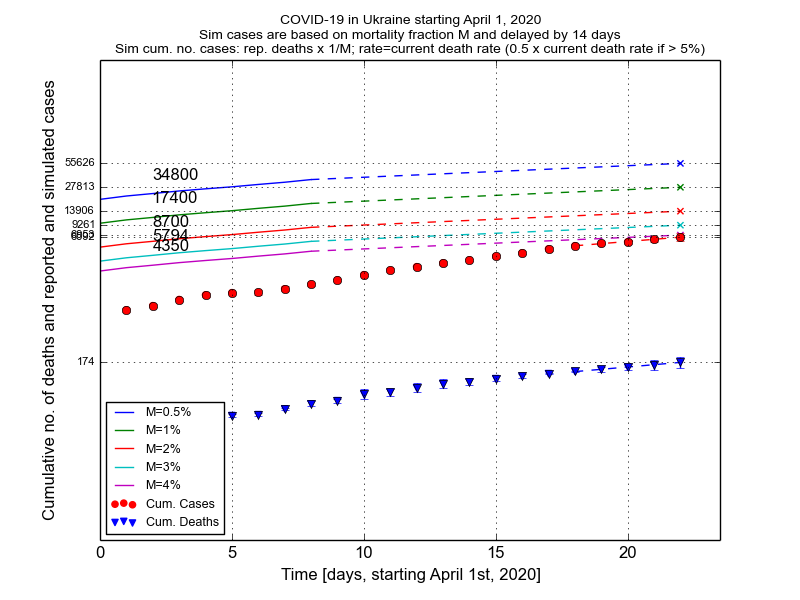 COVID-19 in Ukraine starting April 1, 2020
Sim cases are based on mortality fraction M and delayed by 14 days
Sim cum. no. cases: rep. deaths x 1/M; rate=current death rate (0.5 x current death rate if > 5%)
Cumulative no. of deaths and reported and simulated cases
55626
27813
13906
9261
174
34800
17400
8700
5794
4350
M=0.5%
M=1%
M=2%
M=3%
M=4%
Cum. Cases
Cum. Deaths
0
5
10
15
20
Time [days, starting April 1st, 2020]